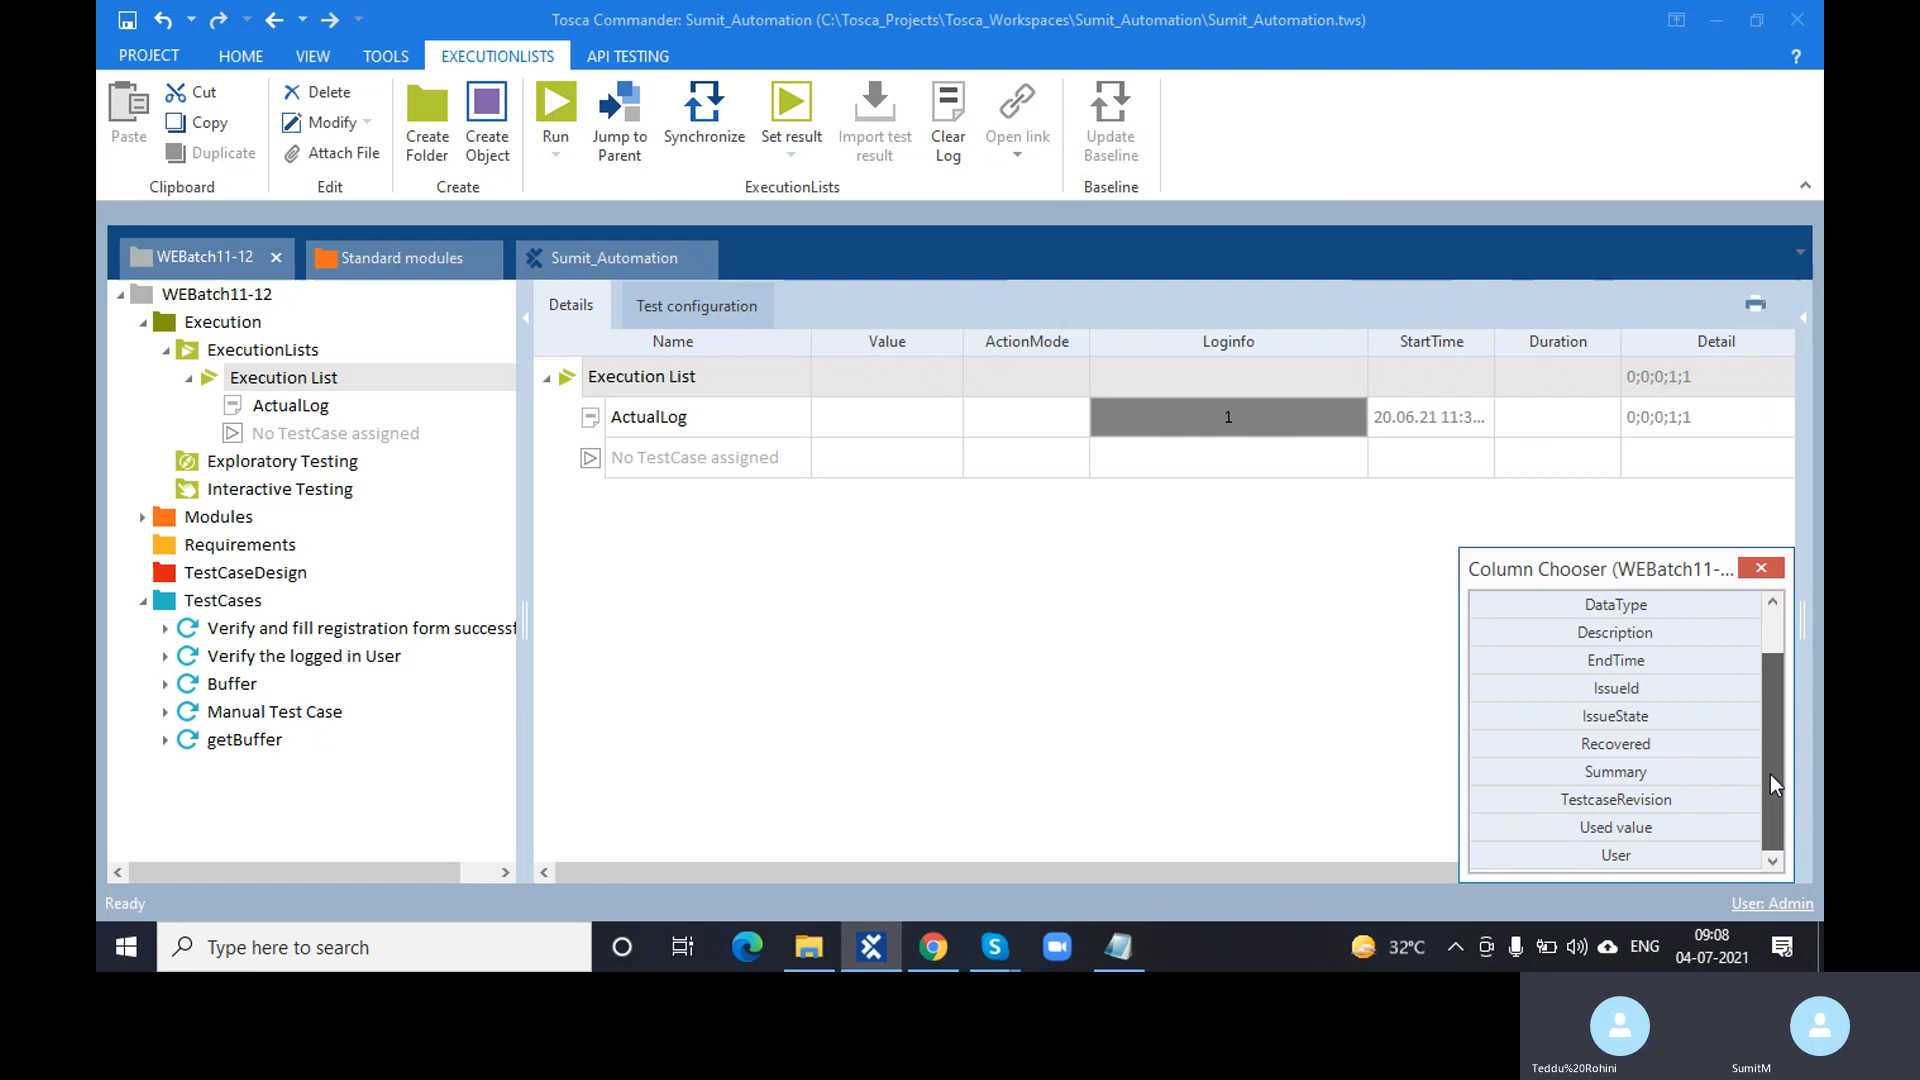 Tosca Commander: Sumit_Automation (C:\Tosca_Projects\Tosca_Workspaces\Sumit_Automation\Sumit_Automation.tws)
PROJECT HOME VIEW TOOLS EXECUTIONLISTS API TESTING ?
Paste
Cut
Copy
Duplicate
Clipboard
Delete
Modify
Attach File
Edit
Create
Folder
Create
Object
Create
Run
Jump to
Parent
Synchronize
Set result
Import test
result
Clear
Log
Open link
ExecutionLists
Update
Baseline
Baseline
WEBatch11-12
Standard modules
Sumit_Automation
WEBatch11-12
Execution
ExecutionLists
Execution List
ActualLog
No TestCase assigned
Exploratory Testing
Interactive Testing
Modules
Requirements
TestCaseDesign
TestCases
Verify and fill registration form successf
Verify the logged in User
Buffer
Manual Test Case
getBuffer
Details
Test configuration
Name Value ActionMode Loginfo StartTime Duration Detail
Execution List 0;0;0;1;1
ActualLog 1 20.06.21 11:3... 0;0;0;1;1
No TestCase assigned
Column Chooser (WEBatch11-...
DataType
Description
EndTime
IssueId
IssueState
Recovered
Summary
TestcaseRevision
Used value
User
Ready
User: Admin
Type here to search
32°C
ENG
09:08
04-07-2021
Teddu%20Rohini
SumitM